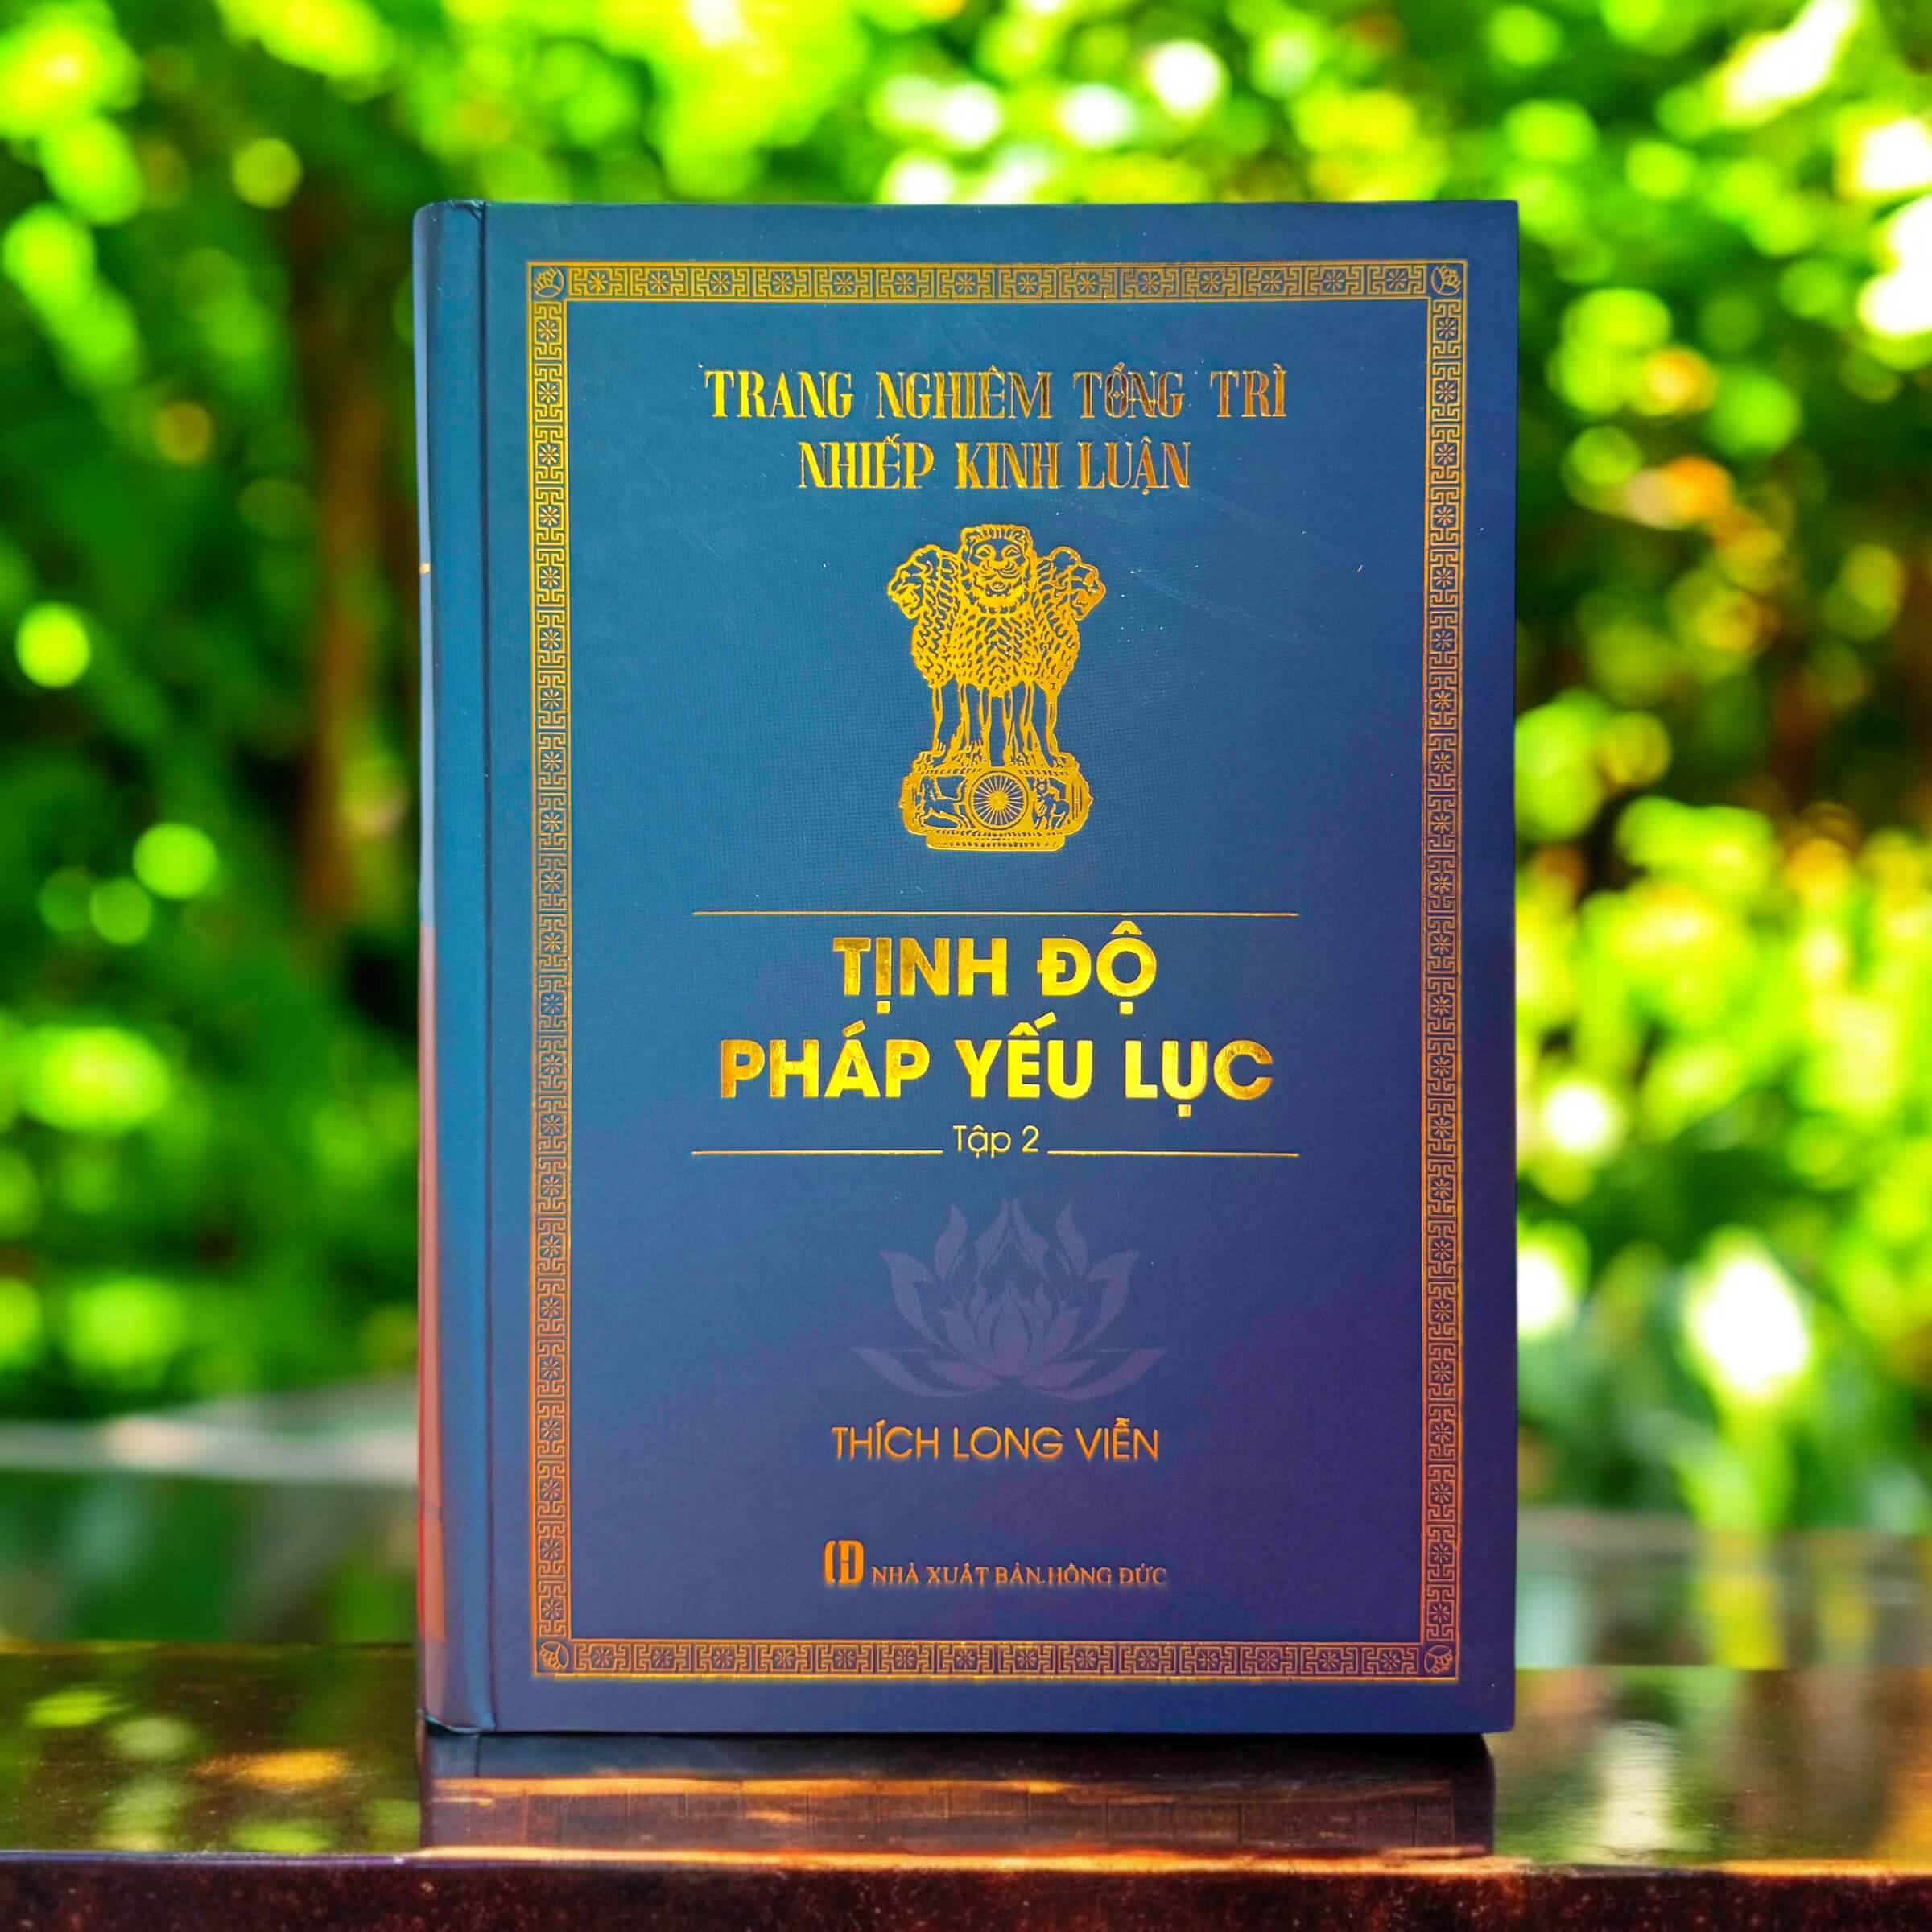 TRANG NGHIÊM TỔNG TRÌ
NHIẾP KINH LUẬN
TỊNH ĐỘ
PHÁP YẾU LỤC
Tập 2
THÍCH LONG VIỄN
NHÀ XUẤT BẢN HỒNG ĐỨC